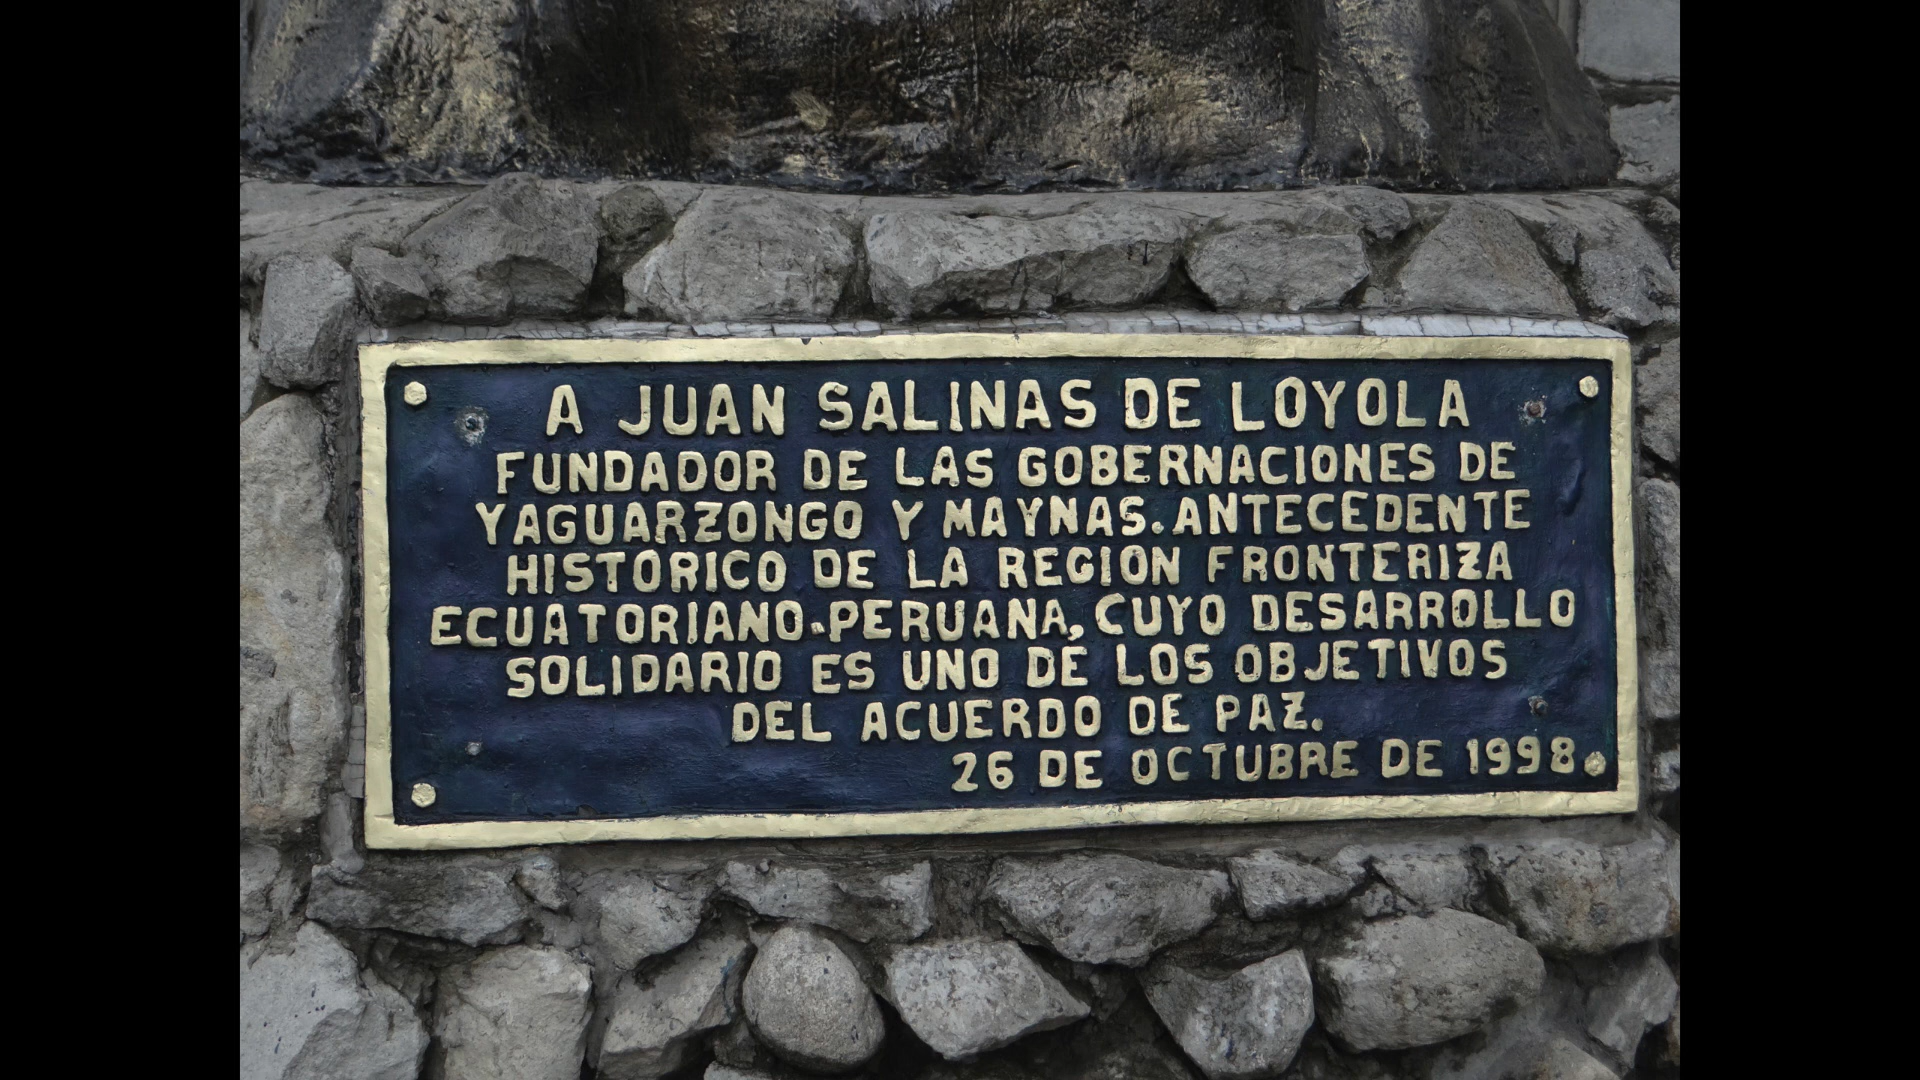 A JUAN SALINAS DE LOYOLA
FUNDADOR DE LAS GOBERNACIONES DE
YAGUARZONGO Y MAYNAS. ANTECEDENTE
HISTORICO DE LA REGION FRONTERIZA
ECUATORIANO-PERUANA, CUYO DESARROLLO
SOLIDARIO ES UNO DE LOS OBJETIVOS
DEL ACUERDO DE PAZ.
26 DE OCTUBRE DE 1998